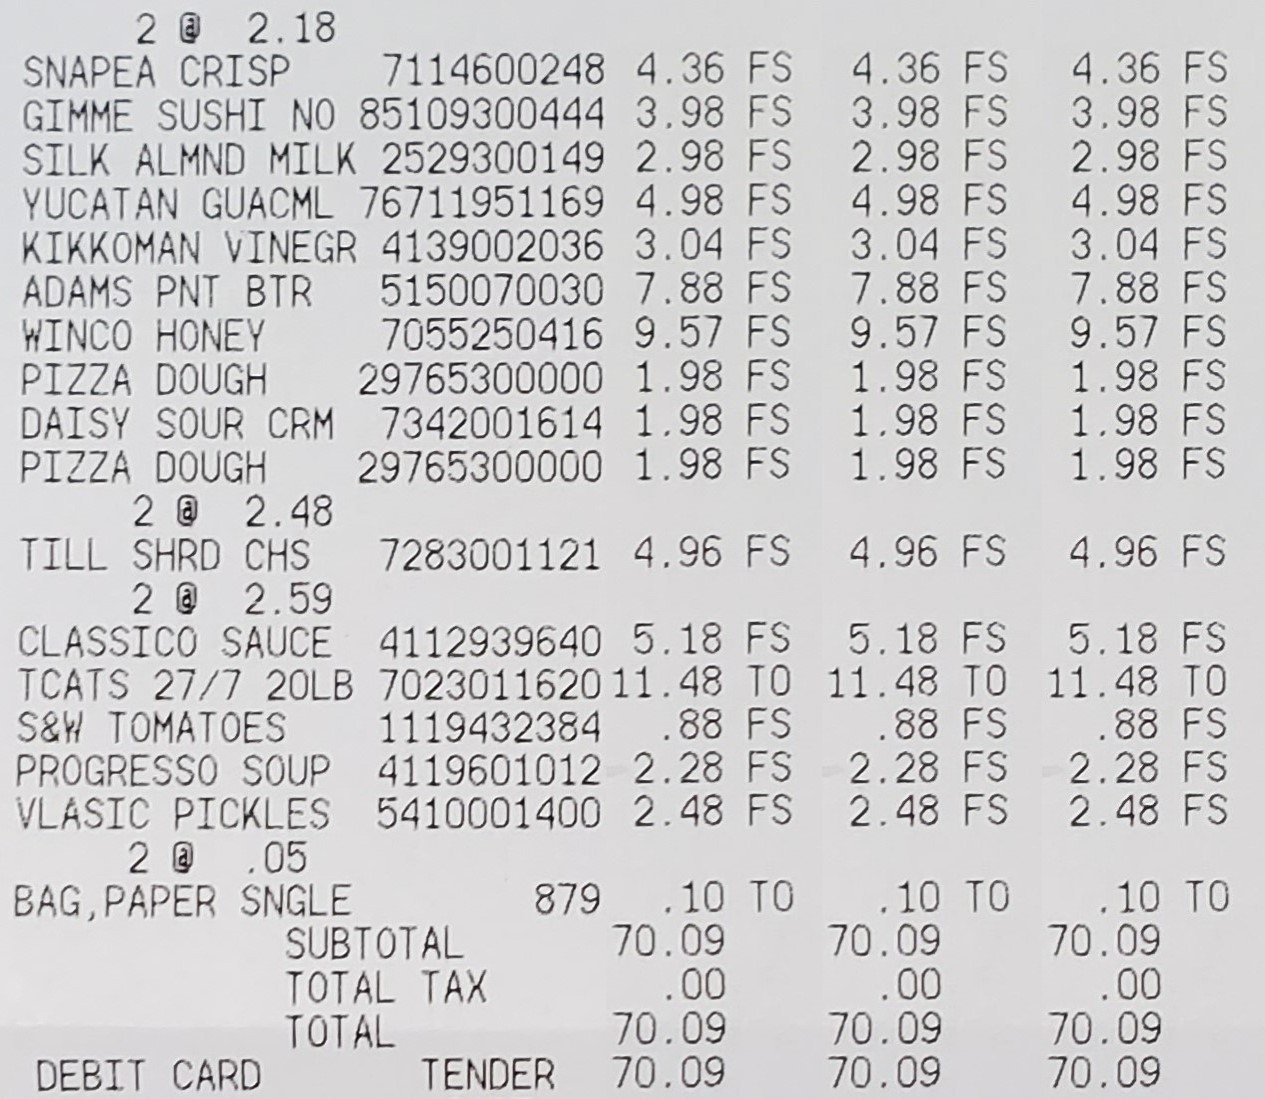 2 @ 2.18
SNAPEA CRISP 7114600248 4.36 FS 4.36 FS 4.36 FS
GIMME SUSHI NO 85109300444 3.98 FS 3.98 FS 3.98 FS
SILK ALMND MILK 2529300149 2.98 FS 2.98 FS 2.98 FS
YUCATAN GUACML 76711951169 4.98 FS 4.98 FS 4.98 FS
KIKKOMAN VINEGR 4139002036 3.04 FS 3.04 FS 3.04 FS
ADAMS PNT BTR 5150070030 7.88 FS 7.88 FS 7.88 FS
WINCO HONEY 7055250416 9.57 FS 9.57 FS 9.57 FS
PIZZA DOUGH 29765300000 1.98 FS 1.98 FS 1.98 FS
DAISY SOUR CRM 7342001614 1.98 FS 1.98 FS 1.98 FS
PIZZA DOUGH 29765300000 1.98 FS 1.98 FS 1.98 FS
2 @ 2.48
TILL SHRD CHS 7283001121 4.96 FS 4.96 FS 4.96 FS
2 @ 2.59
CLASSICO SAUCE 4112939640 5.18 FS 5.18 FS 5.18 FS
TCATS 27/7 20LB 7023011620 11.48 TO 11.48 TO 11.48 TO
S&W TOMATOES 1119432384 .88 FS .88 FS .88 FS
PROGRESSO SOUP 4119601012 2.28 FS 2.28 FS 2.28 FS
VLASIC PICKLES 5410001400 2.48 FS 2.48 FS 2.48 FS
2 @ .05
BAG,PAPER SNGLE 879 .10 TO .10 TO .10 TO
SUBTOTAL 70.09 70.09 70.09
TOTAL TAX .00 .00 .00
TOTAL 70.09 70.09 70.09
DEBIT CARD TENDER 70.09 70.09 70.09